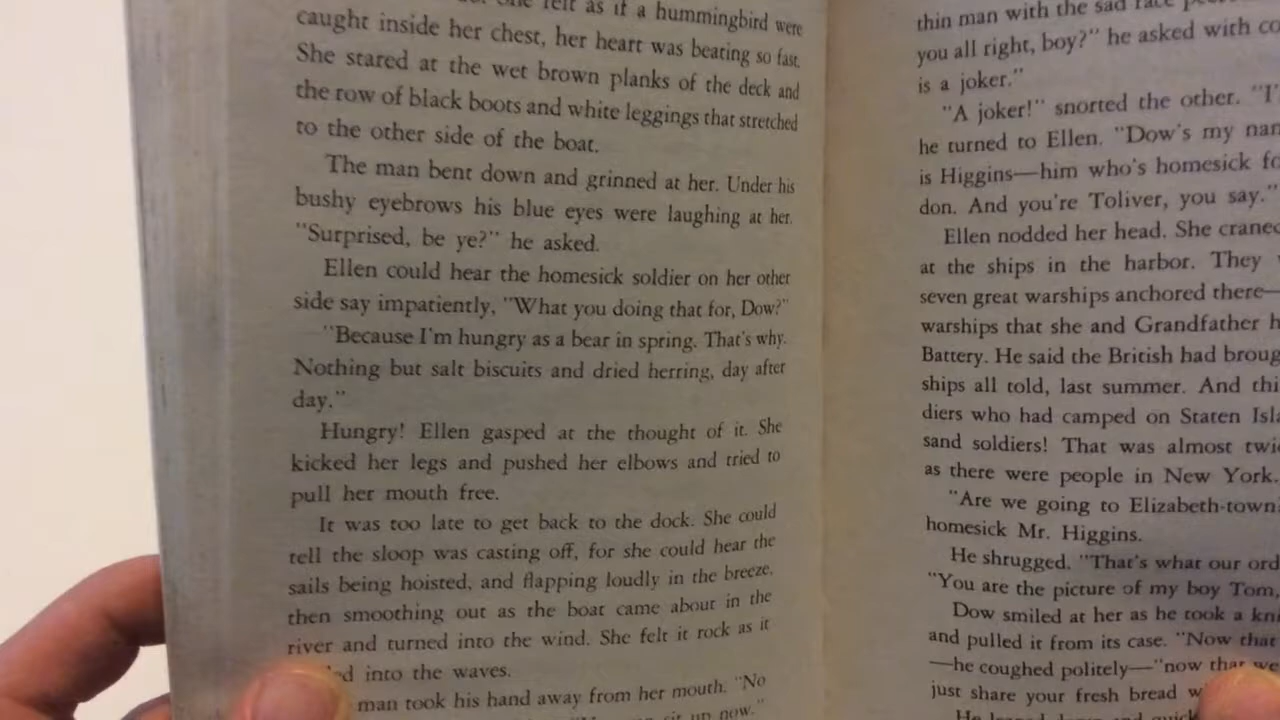 felt as if a hummingbird were
caught inside her chest, her heart was beating so fast.
She stared at the wet brown planks of the deck and
the row of black boots and white leggings that stretched
to the other side of the boat.
The man bent down and grinned at her. Under his
bushy eyebrows his blue eyes were laughing at her.
"Surprised, be ye?" he asked.
Ellen could hear the homesick soldier on her other
side say impatiently, "What you doing that for, Dow?"
"Because I'm hungry as a bear in spring. That's why.
Nothing but salt biscuits and dried herring, day after
day."
Hungry! Ellen gasped at the thought of it. She
kicked her legs and pushed her elbows and tried to
pull her mouth free.
It was too late to get back to the dock. She could
tell the sloop was casting off, for she could hear the
sails being hoisted, and flapping loudly in the breeze,
then smoothing out as the boat came about in the
river and turned into the wind. She felt it rock as it
into the waves.
man took his hand away from her mouth. "No
sit up now."
thin man with the sad face
you all right, boy?" he asked with
is a joker."
"A joker!" snorted the other.
he turned to Ellen. "Dow's my
is Higgins—him who's homesick
don. And you're Toliver, you say."
Ellen nodded her head. She
at the ships in the harbor. They
seven great warships anchored there—
warships that she and Grandfather
Battery. He said the British had
ships all told, last summer. And
diers who had camped on Staten
sand soldiers! That was almost
as there were people in New York.
"Are we going to Elizabeth-town
homesick Mr. Higgins.
He shrugged. "That's what our
"You are the picture of my boy Tom,
Dow smiled at her as he took a
and pulled it from its case. "Now that
—he coughed politely—"now that we
just share your fresh bread
He